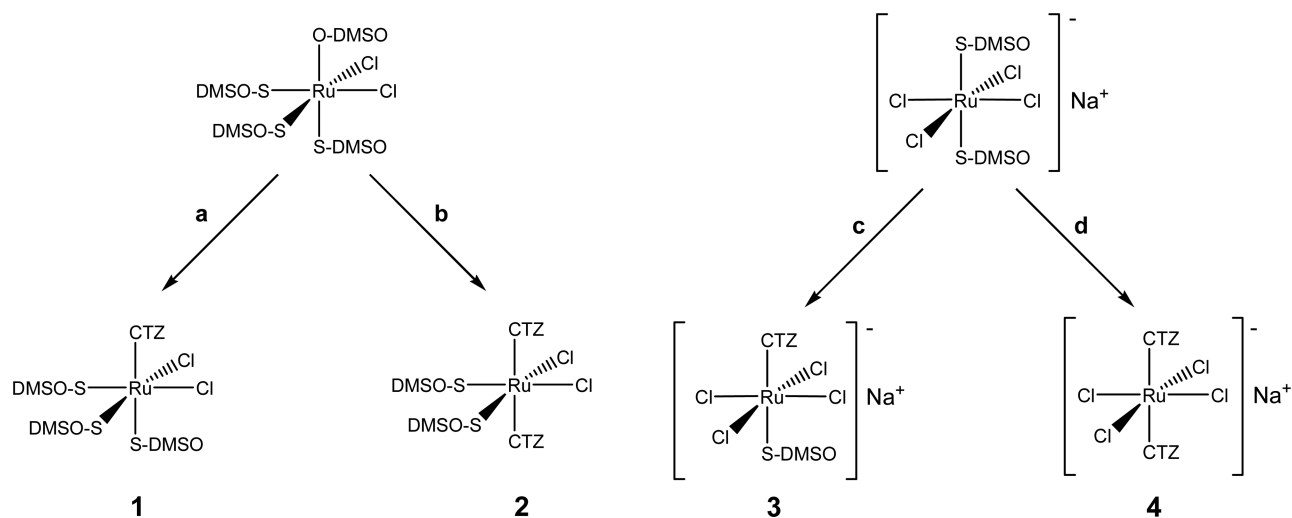 O-DMSO
Cl
DMSO-S Ru Cl
DMSO-S
S-DMSO
a b
CTZ
Cl
DMSO-S Ru Cl
DMSO-S
S-DMSO
1
CTZ
Cl
DMSO-S Ru Cl
DMSO-S
CTZ
2
-
S-DMSO
Cl
Cl Ru Cl Na+
Cl
S-DMSO
c d
-
CTZ
Cl
Cl Ru Cl Na+
Cl
S-DMSO
3
-
CTZ
Cl
Cl Ru Cl Na+
Cl
CTZ
4